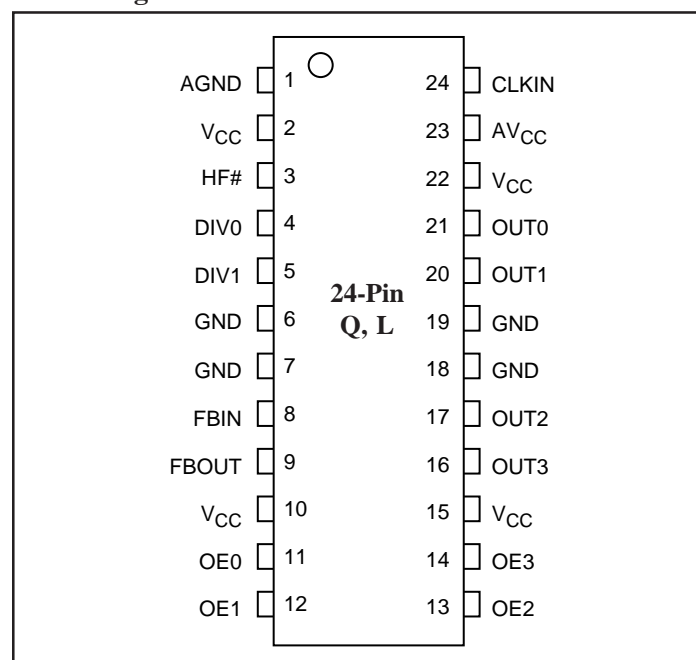 AGND 1 24 CLKIN
VCC 2 23 AVCC
HF# 3 22 VCC
DIV0 4 21 OUT0
DIV1 5 20 OUT1
24-Pin
Q, L
GND 6 19 GND
GND 7 18 GND
FBIN 8 17 OUT2
FBOUT 9 16 OUT3
VCC 10 15 VCC
OE0 11 14 OE3
OE1 12 13 OE2